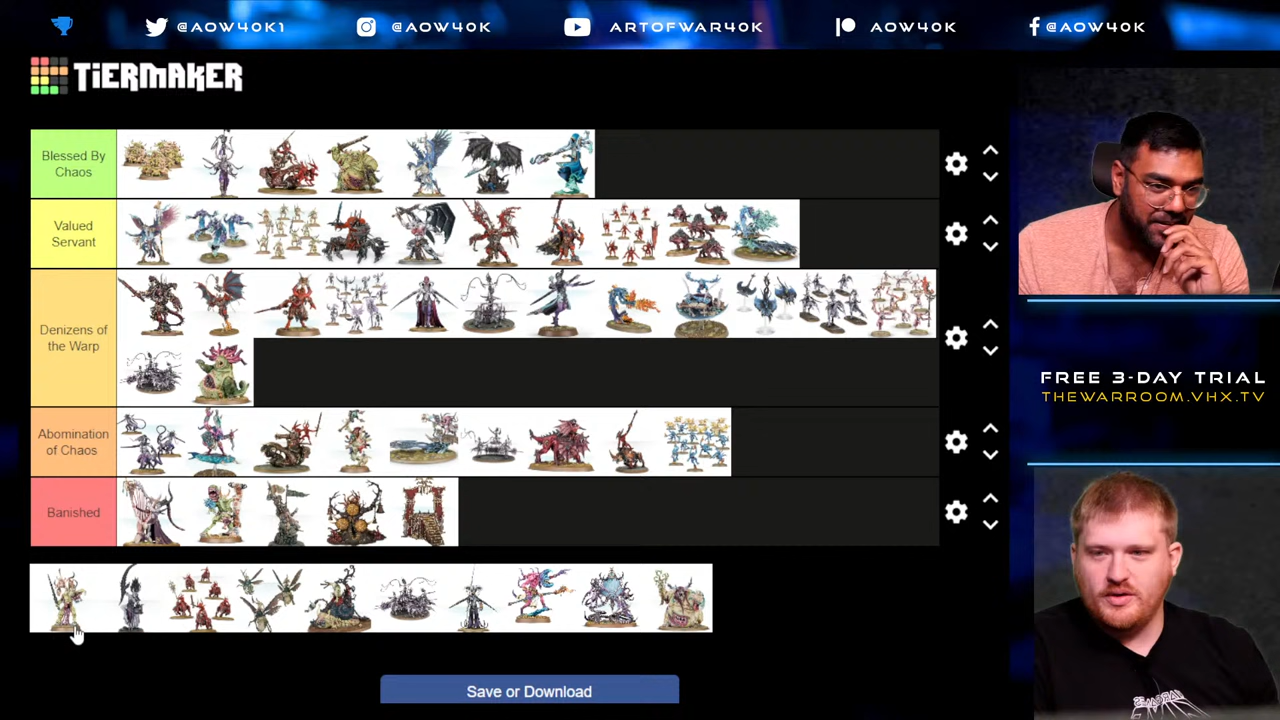 @AOW40K1
@AOW40K
ARTOFWAR40K
AOW40K
@AOW40K
TiERMAKER
Blessed By
Chaos
Valued
Servant
Denizens of
the Warp
Abomination
of Chaos
Banished
FREE 3-DAY TRIAL
THEWARROOM.VHX.TV
Save or Download